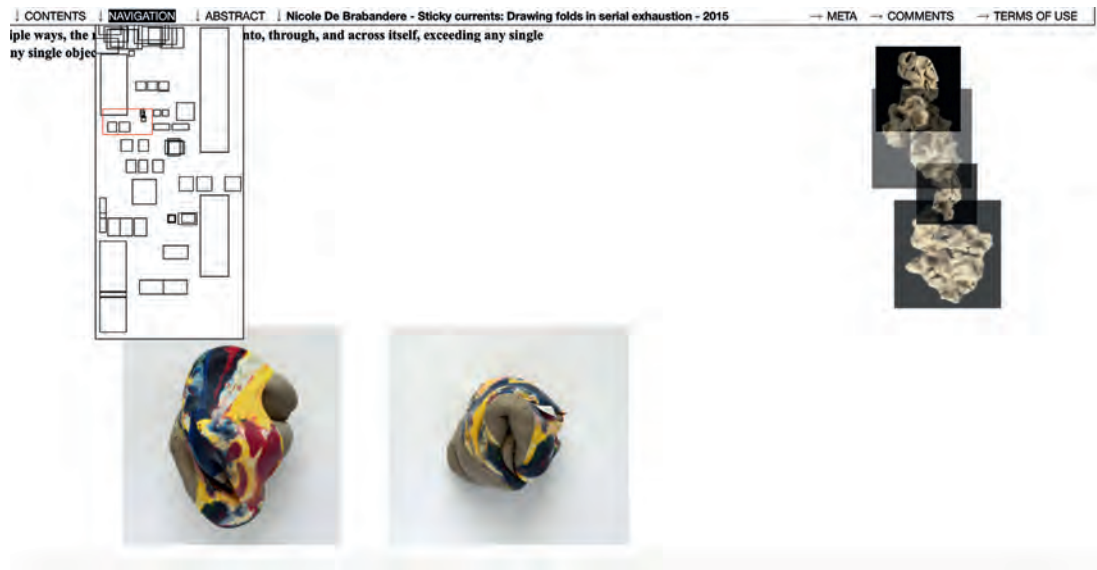 ↓ CONTENTS ↓ NAVIGATION ↓ ABSTRACT ↓ Nicole De Brabandere - Sticky currents: Drawing folds in serial exhaustion - 2015 → META → COMMENTS → TERMS OF USE
iple ways, the nto, through, and across itself, exceeding any single
ny single objec